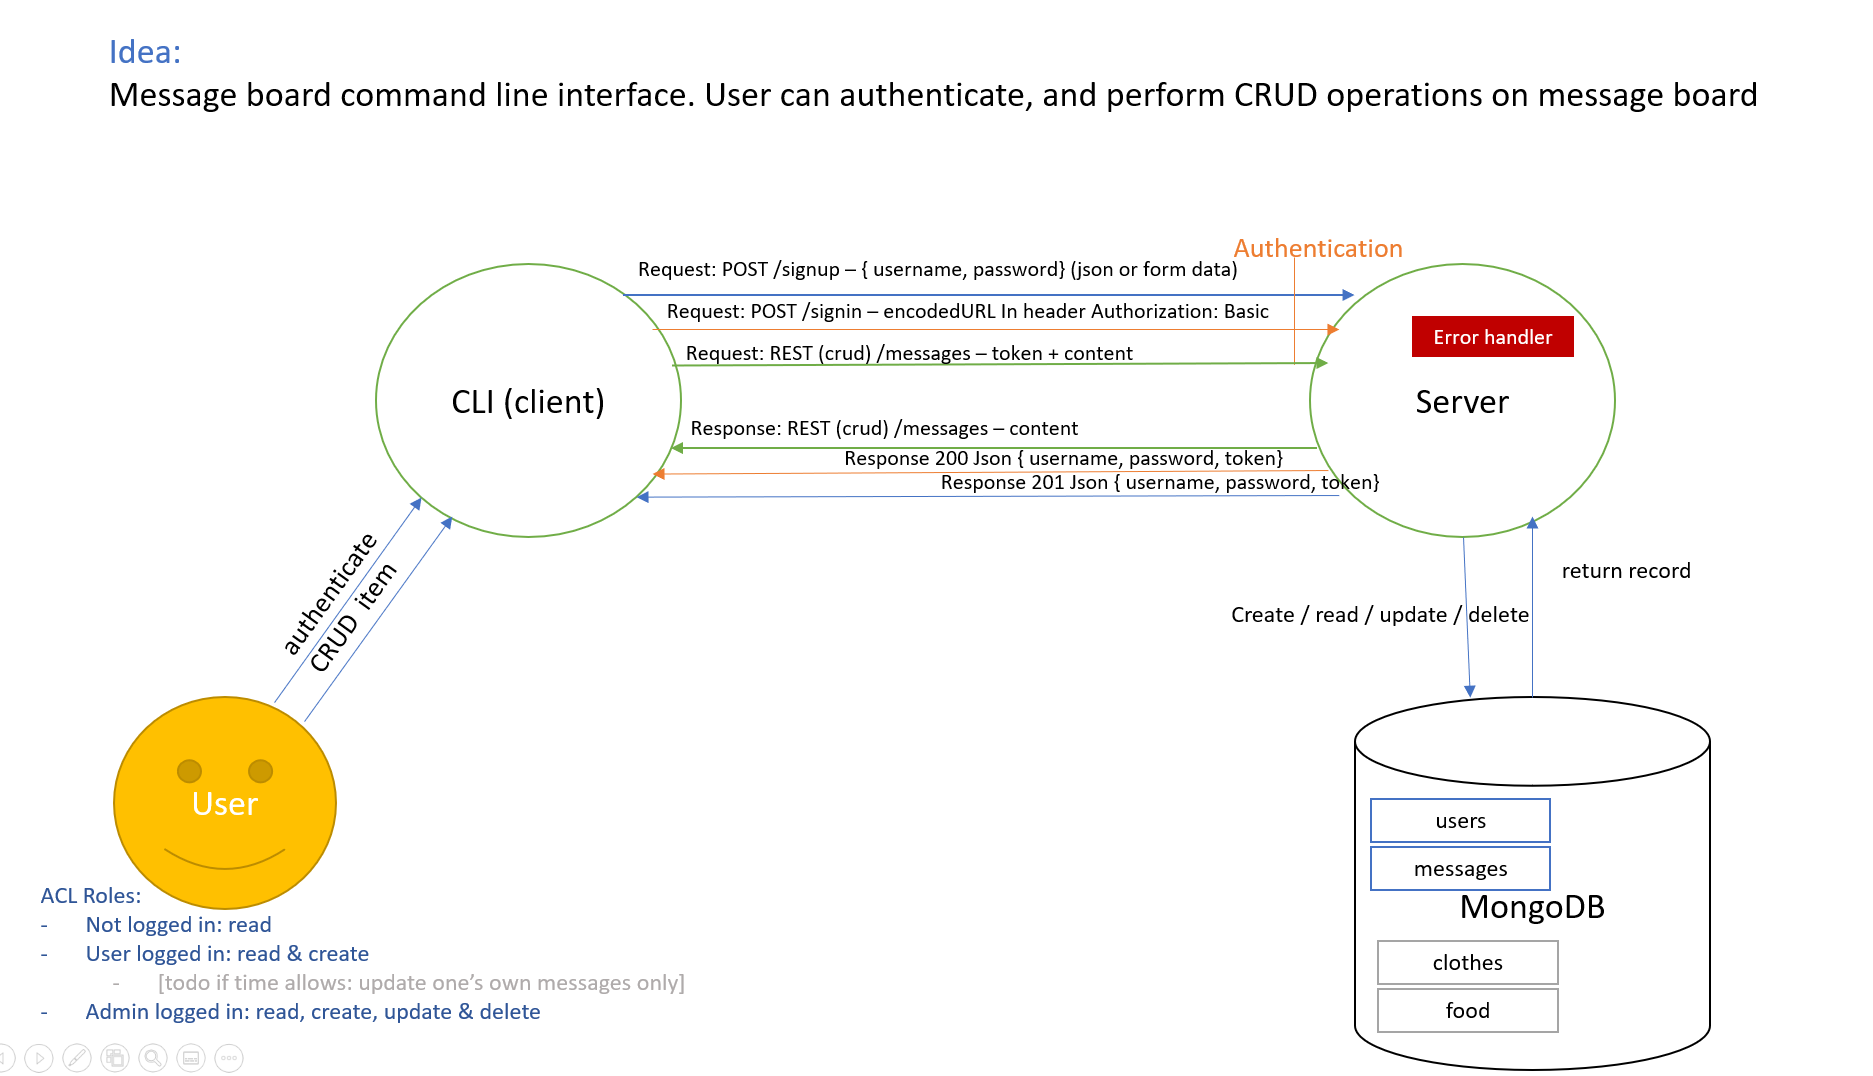 Idea:
Message board command line interface. User can authenticate, and perform CRUD operations on message board
Authentication
Request: POST /signup – { username, password} (json or form data)
Request: POST /signin – encodedURL In header Authorization: Basic
Error handler
Request: REST (crud) /messages – token + content
CLI (client)
Server
Response: REST (crud) /messages – content
Response 200 Json { username, password, token}
Response 201 Json { username, password, token}
authenticate
CRUD item
return record
Create / read / update / delete
User
users
messages
MongoDB
clothes
food
ACL Roles:
- Not logged in: read
- User logged in: read & create
- [todo if time allows: update one’s own messages only]
- Admin logged in: read, create, update & delete